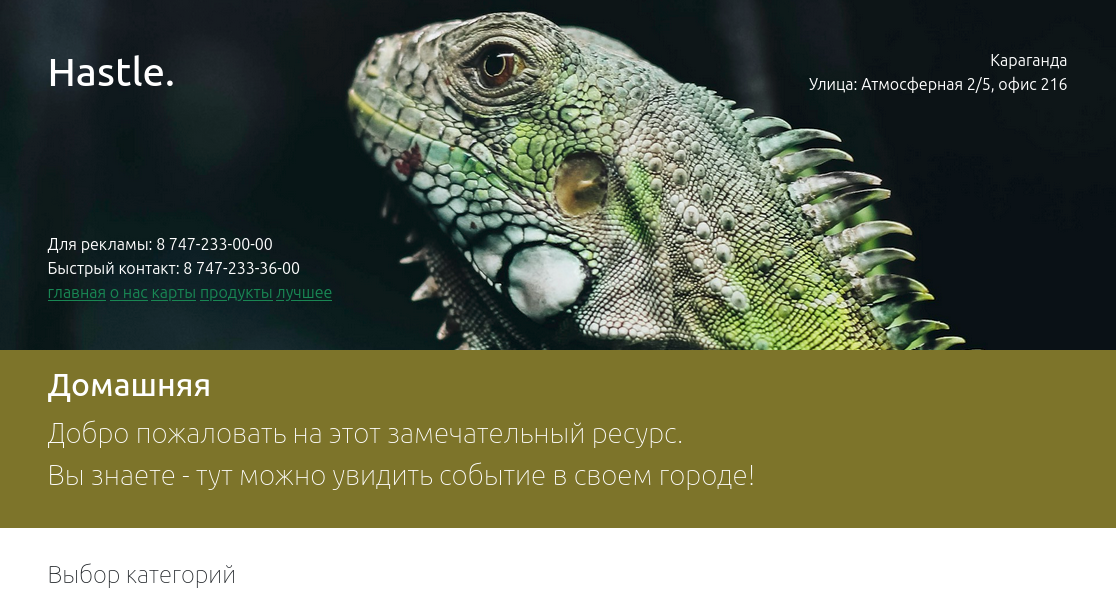 Hastle.
Караганда
Улица: Атмосферная 2/5, офис 216
Для рекламы: 8 747-233-00-00
Быстрый контакт: 8 747-233-36-00
главная о нас карты продукты лучшее
Домашняя
Добро пожаловать на этот замечательный ресурс.
Вы знаете - тут можно увидить событие в своем городе!
Выбор категорий